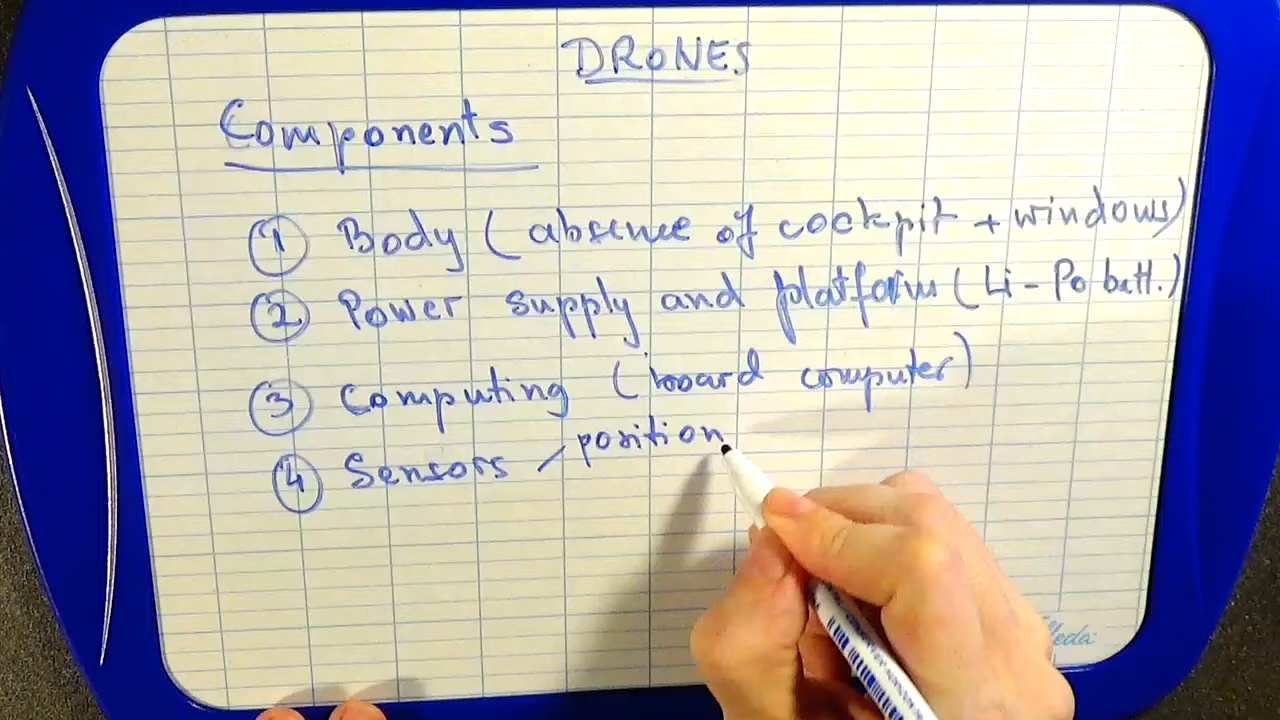 DRONES
Components
1 Body (absence of cockpit + windows)
2 Power supply and platform (Li-Po batt.)
3 Computing (board computer)
4 Sensors / position